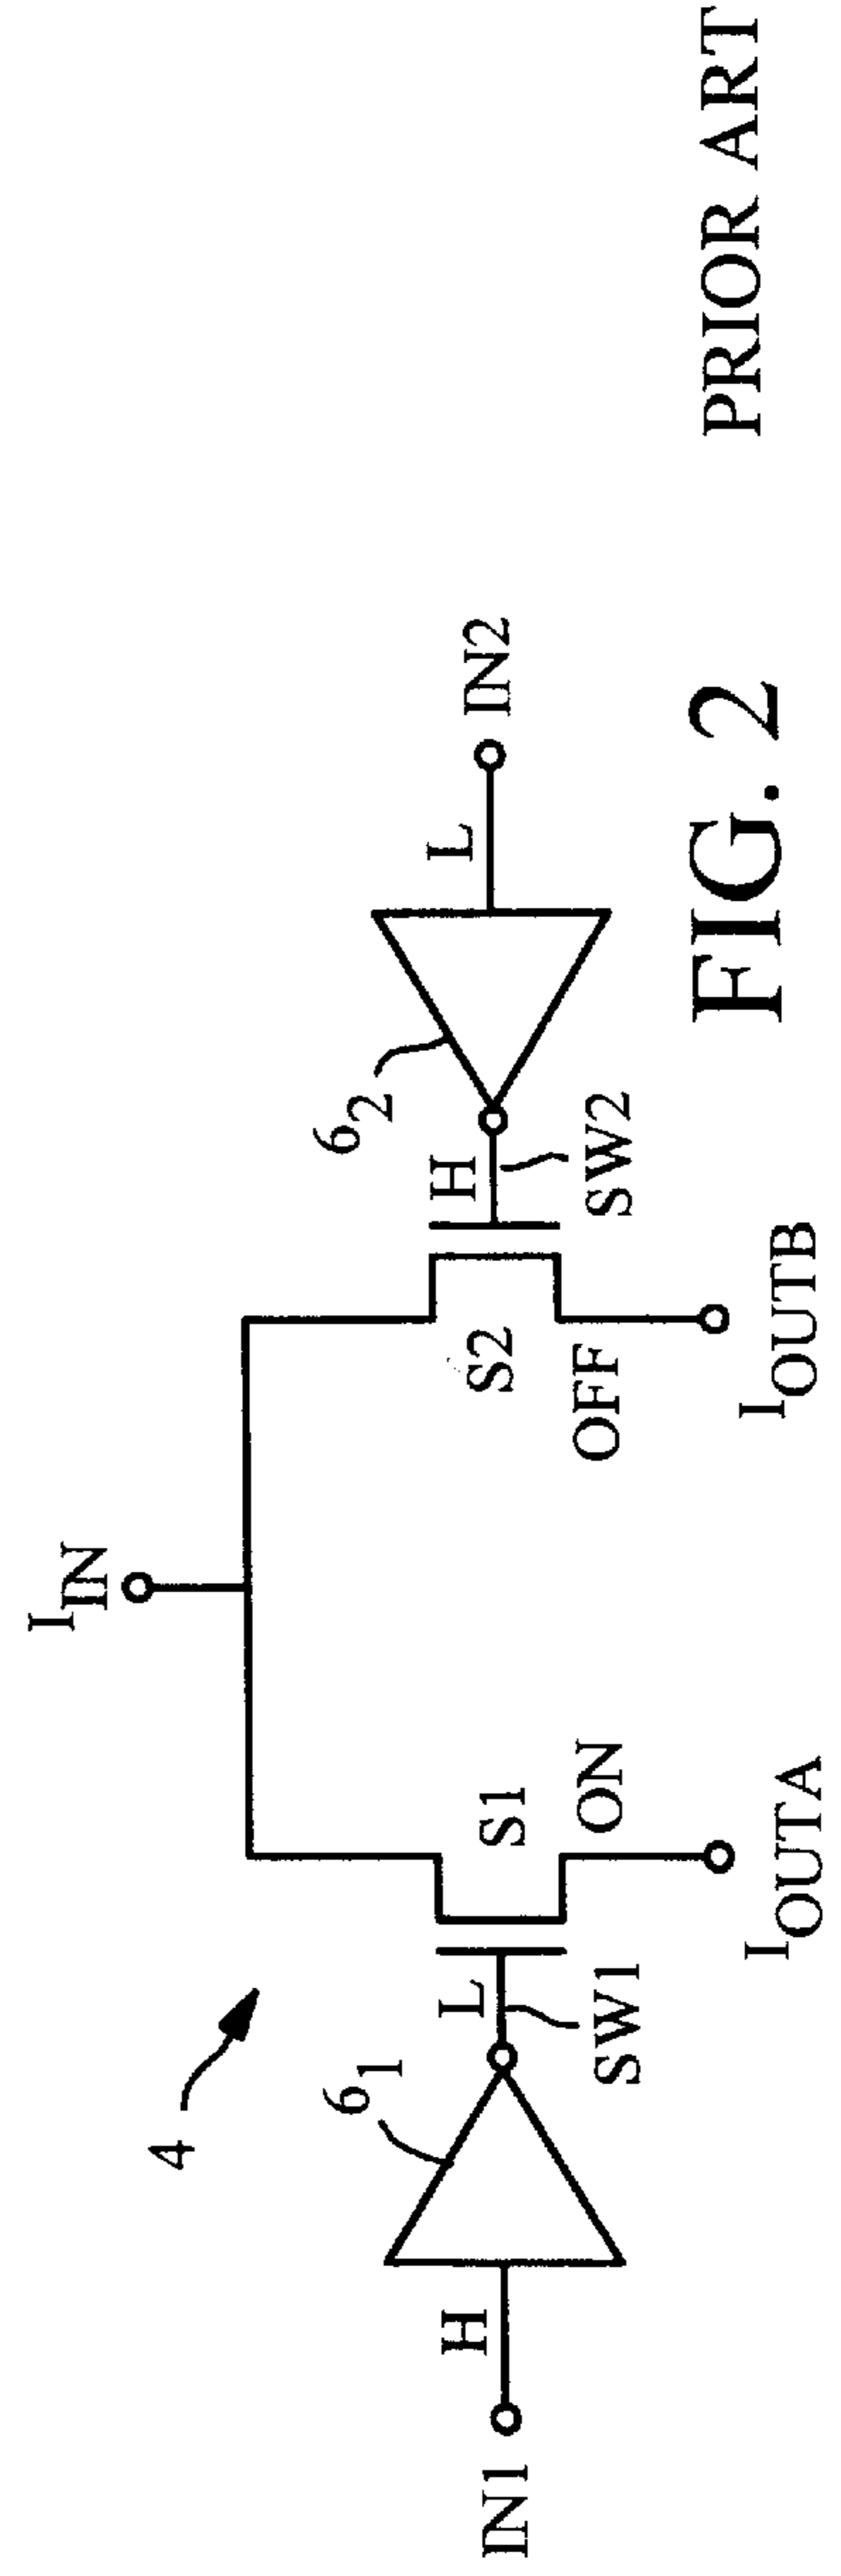 4
I IN
6 1
6 2
IN1
H
L
S1
S2
H
L
IN2
SW1
ON
OFF
SW2
I OUTA
I OUTB
FIG. 2
PRIOR ART